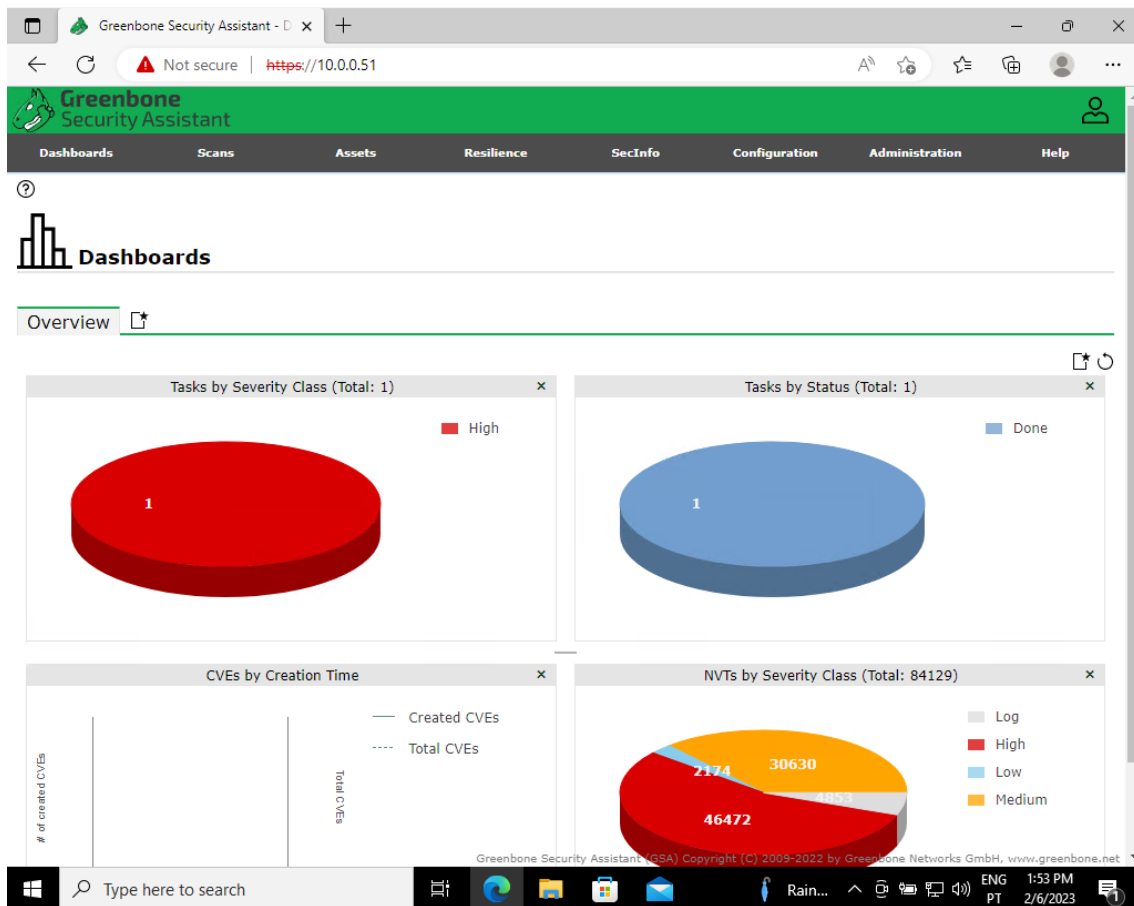 Greenbone Security Assistant - D
Not secure | https://10.0.0.51
Greenbone
Security Assistant
Dashboards Scans Assets Resilience SecInfo Configuration Administration Help
Dashboards
Overview
Tasks by Severity Class (Total: 1)
High
1
Tasks by Status (Total: 1)
Done
1
CVEs by Creation Time
Created CVEs
Total CVEs
# of created CVEs
Total CVEs
NVTs by Severity Class (Total: 84129)
Log
High
Low
Medium
30630
2174
4853
46472
Greenbone Security Assistant (GSA) Copyright (C) 2009-2022 by Greenbone Networks GmbH, www.greenbone.net
Type here to search
Rain...
ENG
PT
1:53 PM
2/6/2023
1